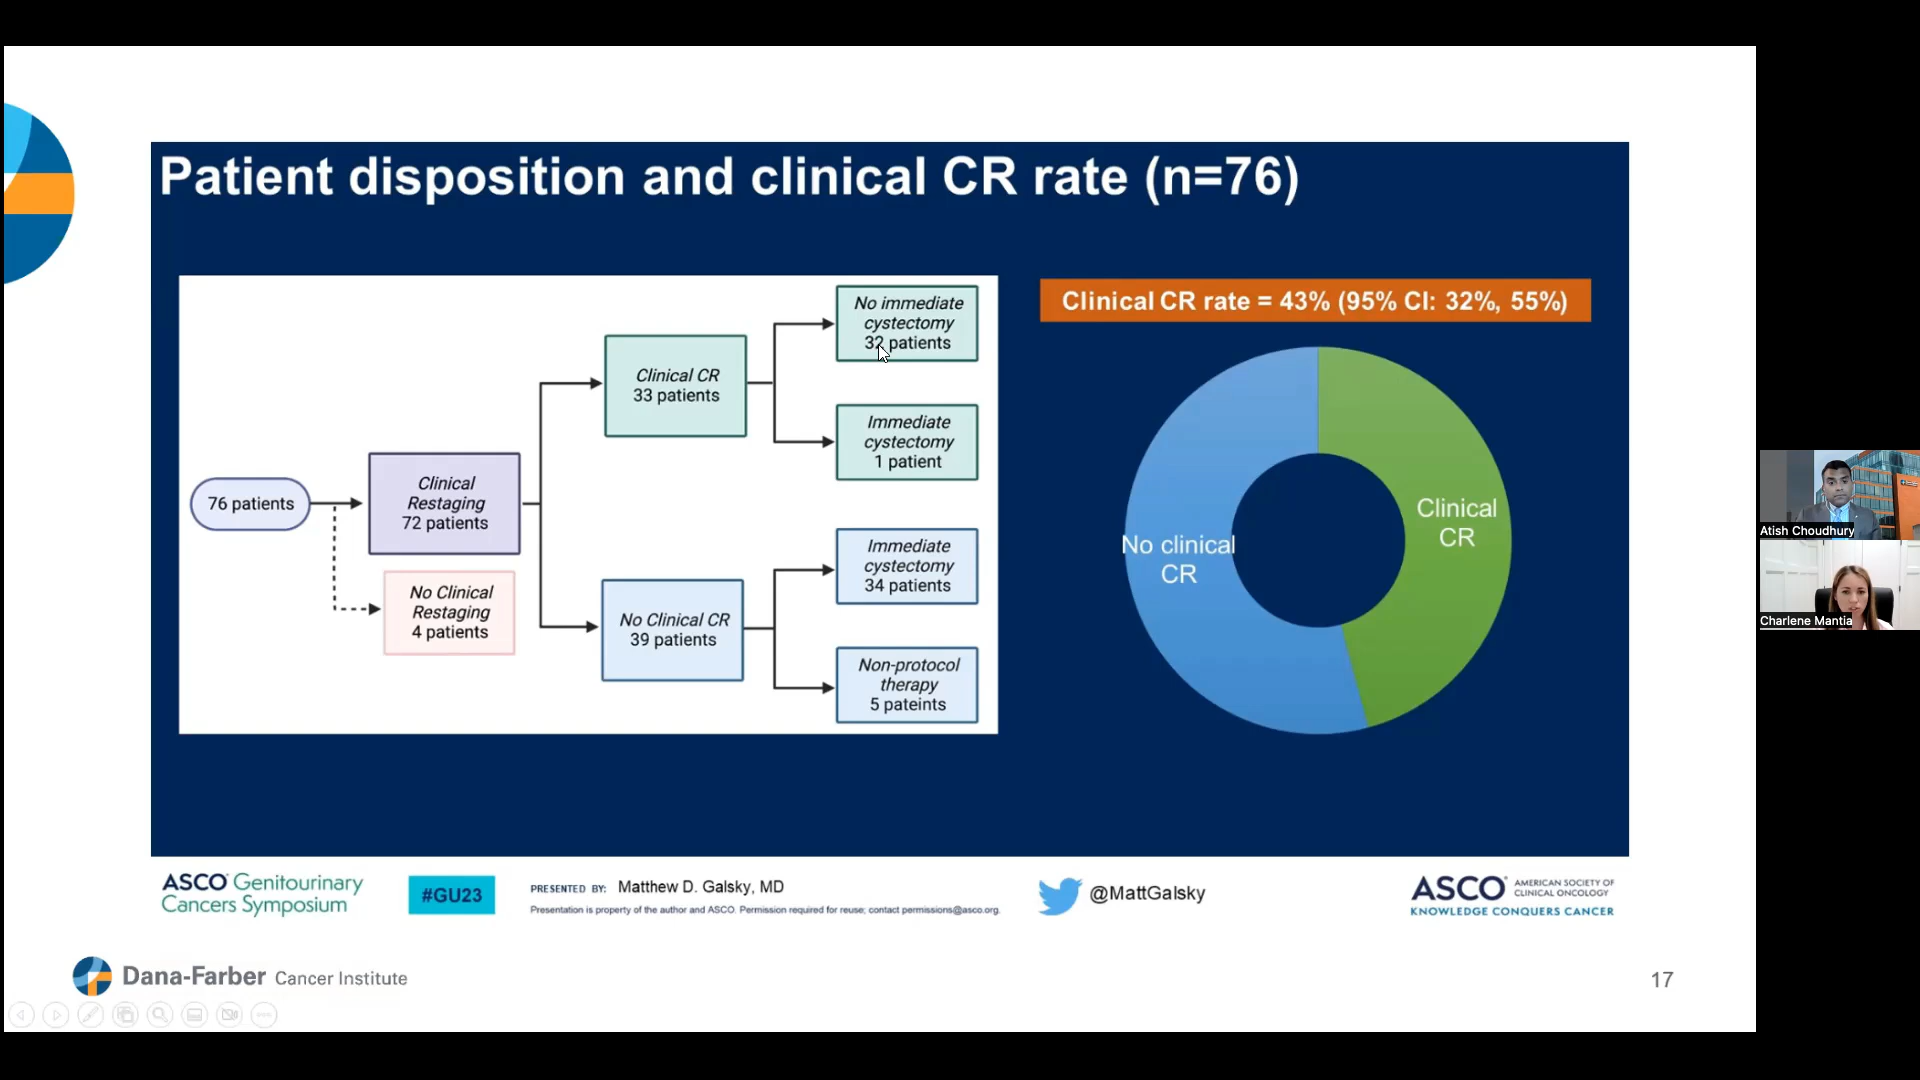 Patient disposition and clinical CR rate (n=76)
76 patients
Clinical
Restaging
72 patients
No Clinical
Restaging
4 patients
Clinical CR
33 patients
No Clinical CR
39 patients
No immediate
cystectomy
32 patients
Immediate
cystectomy
1 patient
Immediate
cystectomy
34 patients
Non-protocol
therapy
5 pateints
Clinical CR rate = 43% (95% CI: 32%, 55%)
No clinical
CR
Clinical
CR
Atish Choudhury
Charlene Mantia
ASCO Genitourinary
Cancers Symposium
#GU23
PRESENTED BY: Matthew D. Galsky, MD
Presentation is property of the author and ASCO. Permission required for reuse; contact permissions@asco.org.
@MattGalsky
ASCO AMERICAN SOCIETY OF
CLINICAL ONCOLOGY
KNOWLEDGE CONQUERS CANCER
Dana-Farber Cancer Institute
17